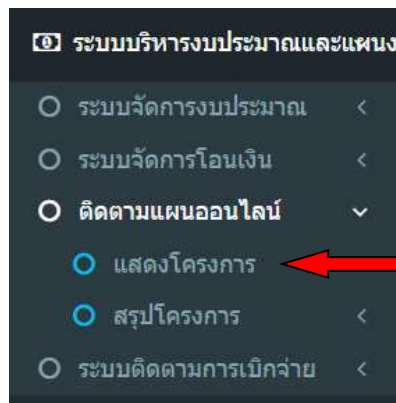 ระบบบริหารงบประมาณและแผนง
ระบบจัดการงบประมาณ
ระบบจัดการโอนเงิน
ติดตามแผนออนไลน์
แสดงโครงการ
สรุปโครงการ
ระบบติดตามการเบิกจ่าย